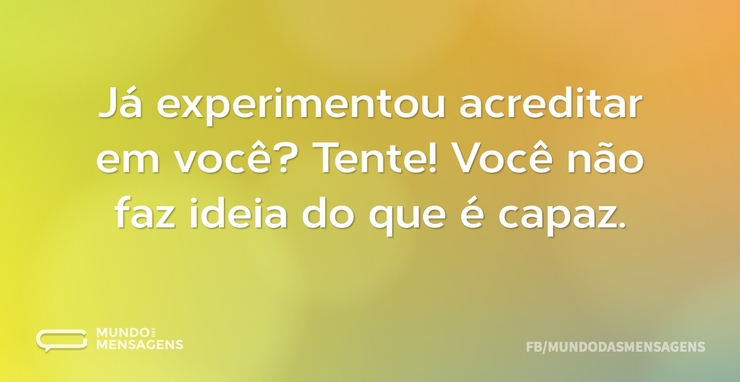 Já experimentou acreditar
em você? Tente! Você não
faz ideia do que é capaz.
MUNDO DAS
MENSAGENS
FB/MUNDODASMENSAGENS